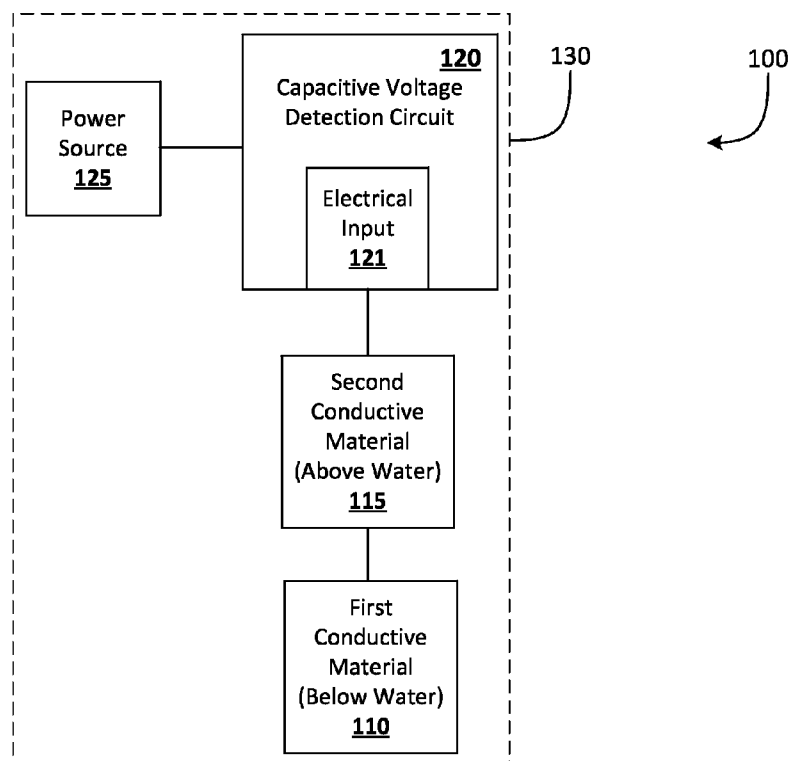 120
Capacitive Voltage
Detection Circuit
130
100
Power
Source
125
Electrical
Input
121
Second
Conductive
Material
(Above Water)
115
First
Conductive
Material
(Below Water)
110